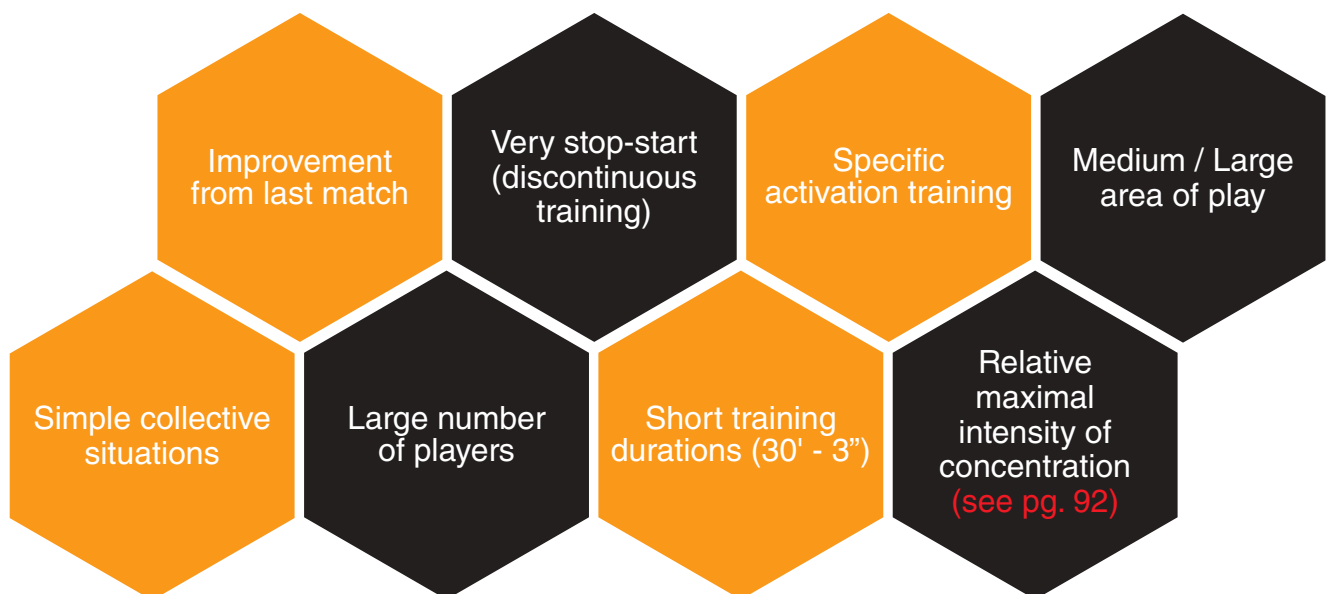 Improvement
from last match
Very stop-start
(discontinuous
training)
Specific
activation training
Medium / Large
area of play
Simple collective
situations
Large number
of players
Short training
durations (30' - 3”)
Relative
maximal
intensity of
concentration
(see pg. 92)